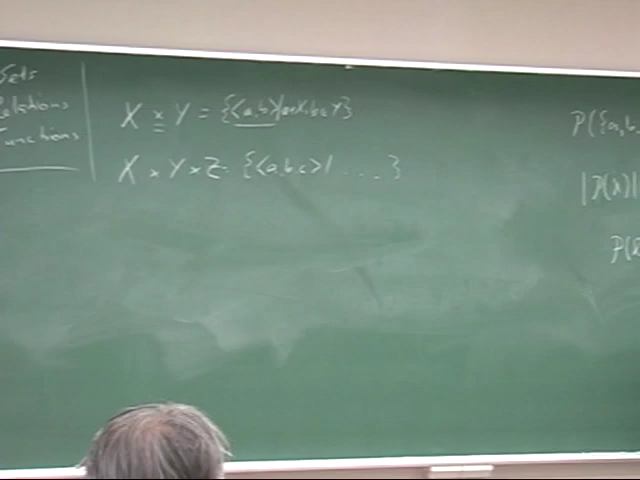 Sets
Relations
Functions
X × Y = {<a,b>|a∈X, b∈Y}
X × Y × Z = {<a,b,c>| ... }
P({a,b,
|P(X)|
P(